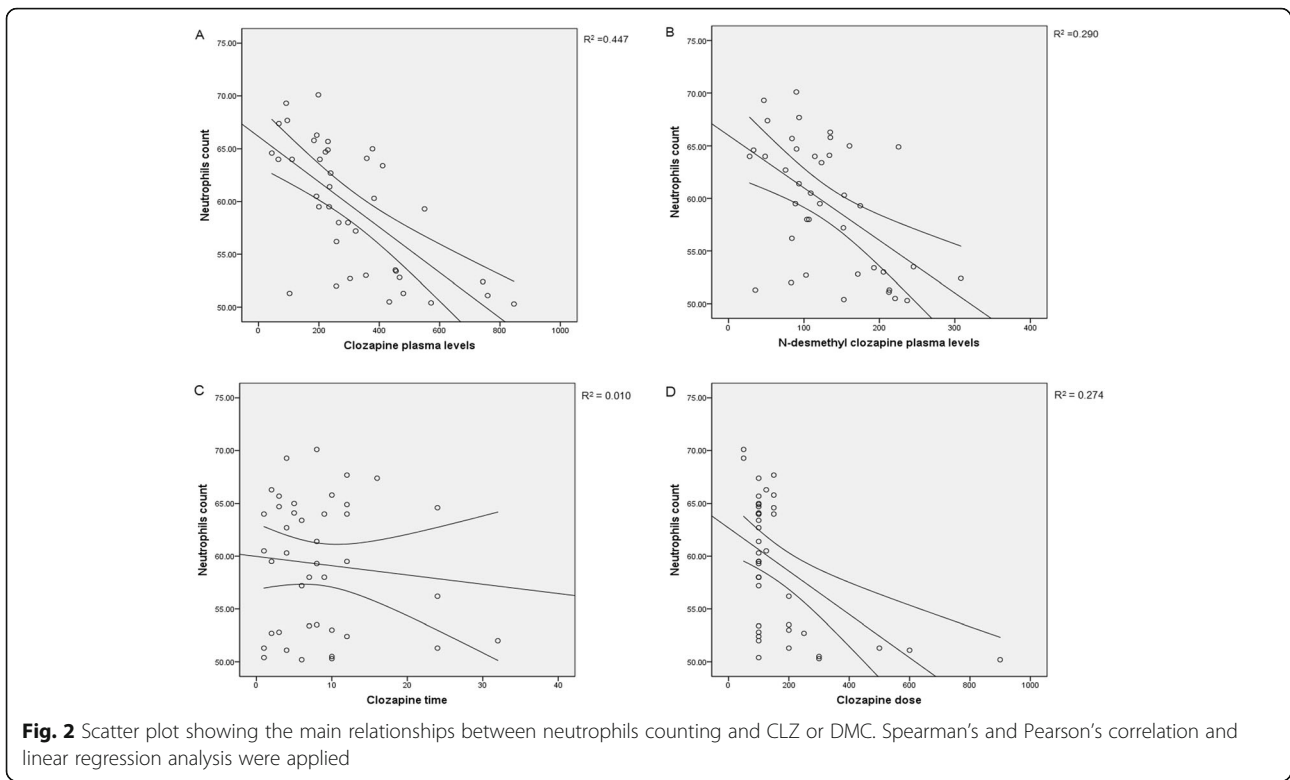 A
R² =0.447
75.00
70.00
65.00
60.00
55.00
50.00
Neutrophils count
0 200 400 600 800 1000
Clozapine plasma levels
B
R² =0.290
75.00
70.00
65.00
60.00
55.00
50.00
Neutrophils count
0 100 200 300 400
N-desmethyl clozapine plasma levels
C
R² = 0.010
75.00
70.00
65.00
60.00
55.00
50.00
Neutrophils count
0 10 20 30 40
Clozapine time
D
R² = 0.274
75.00
70.00
65.00
60.00
55.00
50.00
Neutrophils count
0 200 400 600 800 1000
Clozapine dose
Fig. 2 Scatter plot showing the main relationships between neutrophils counting and CLZ or DMC. Spearman's and Pearson's correlation and
linear regression analysis were applied